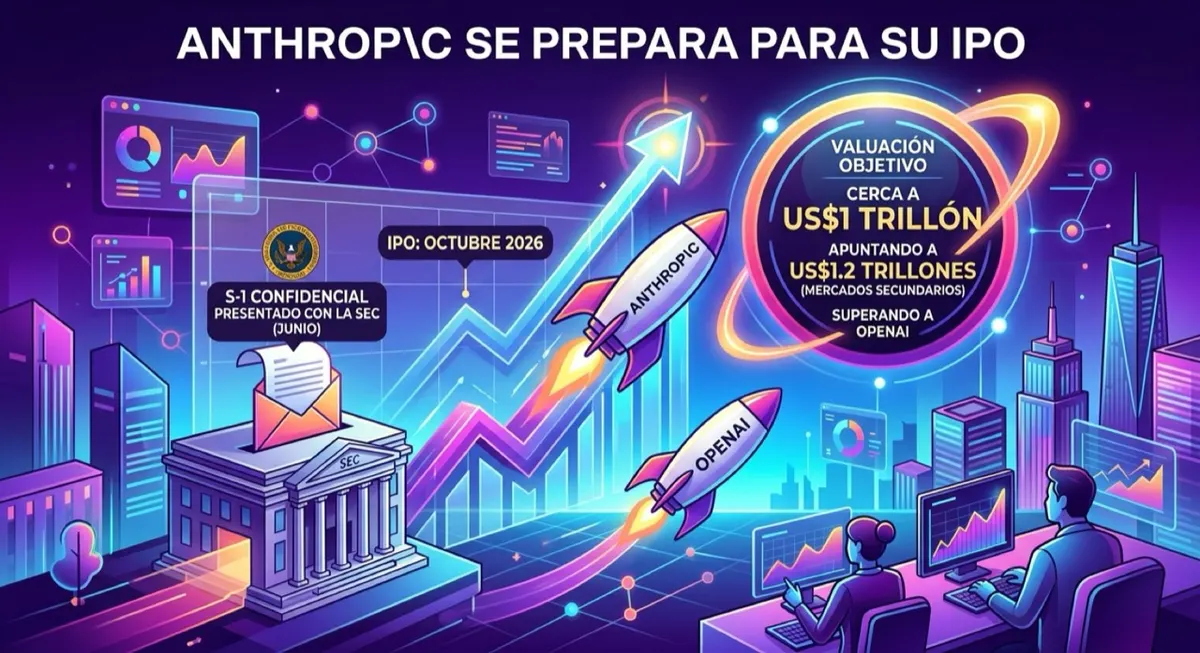 ANTHROP\C SE PREPARA PARA SU IPO
VALUACIÓN
OBJETIVO
CERCA A
US$1 TRILLÓN
APUNTANDO A
US$1.2 TRILLONES
(MERCADOS SECUNDARIOS)
SUPERANDO A
OPENAI
IPO: OCTUBRE 2026
S-1 CONFIDENCIAL
PRESENTADO CON LA SEC
(JUNIO)
ANTHROPIC
OPENAI
SEC